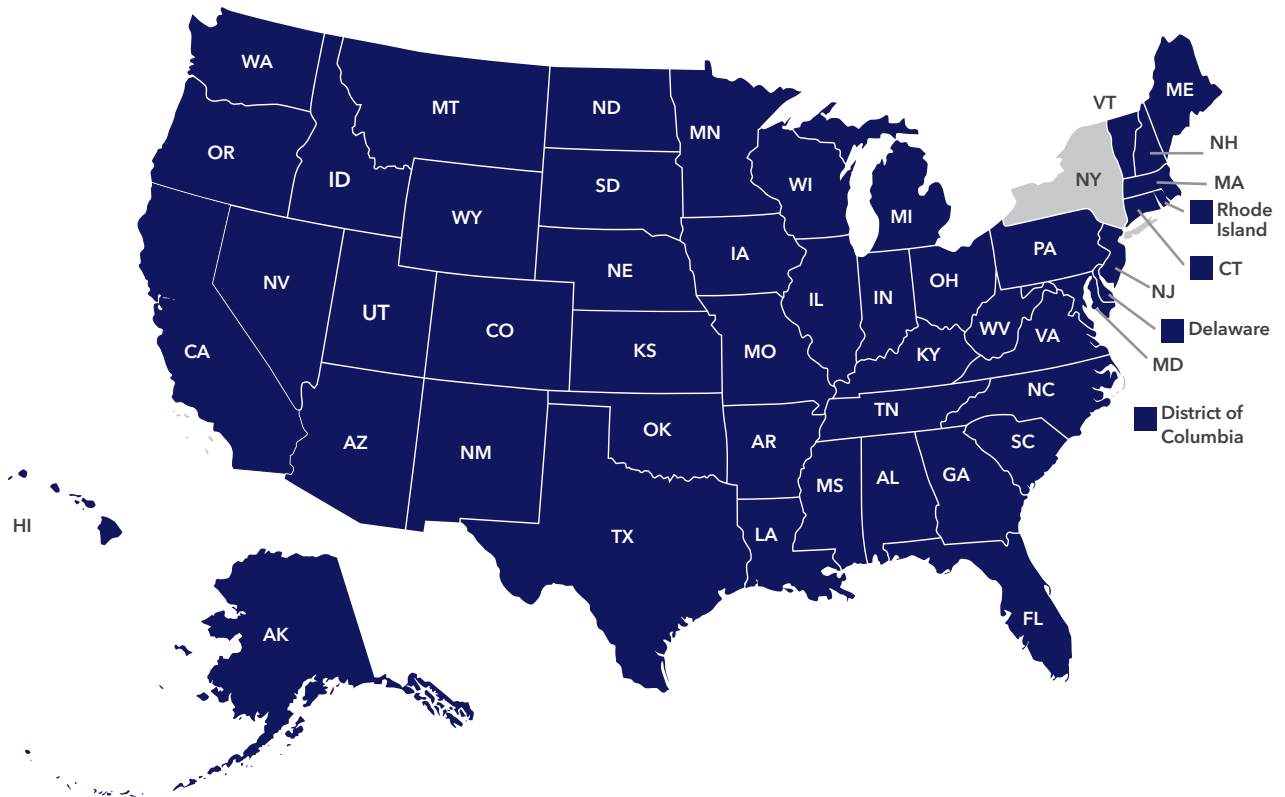 WA
MT
ND
MN
VT
ME
OR
ID
SD
WI
MI
NY
NH
MA
WY
Rhode
Island
IA
NE
PA
CT
NV
UT
CO
IL
IN
OH
NJ
CA
KS
MO
KY
WV
VA
Delaware
MD
AZ
NM
OK
AR
TN
NC
SC
District of
Columbia
MS
AL
GA
HI
TX
LA
AK
FL